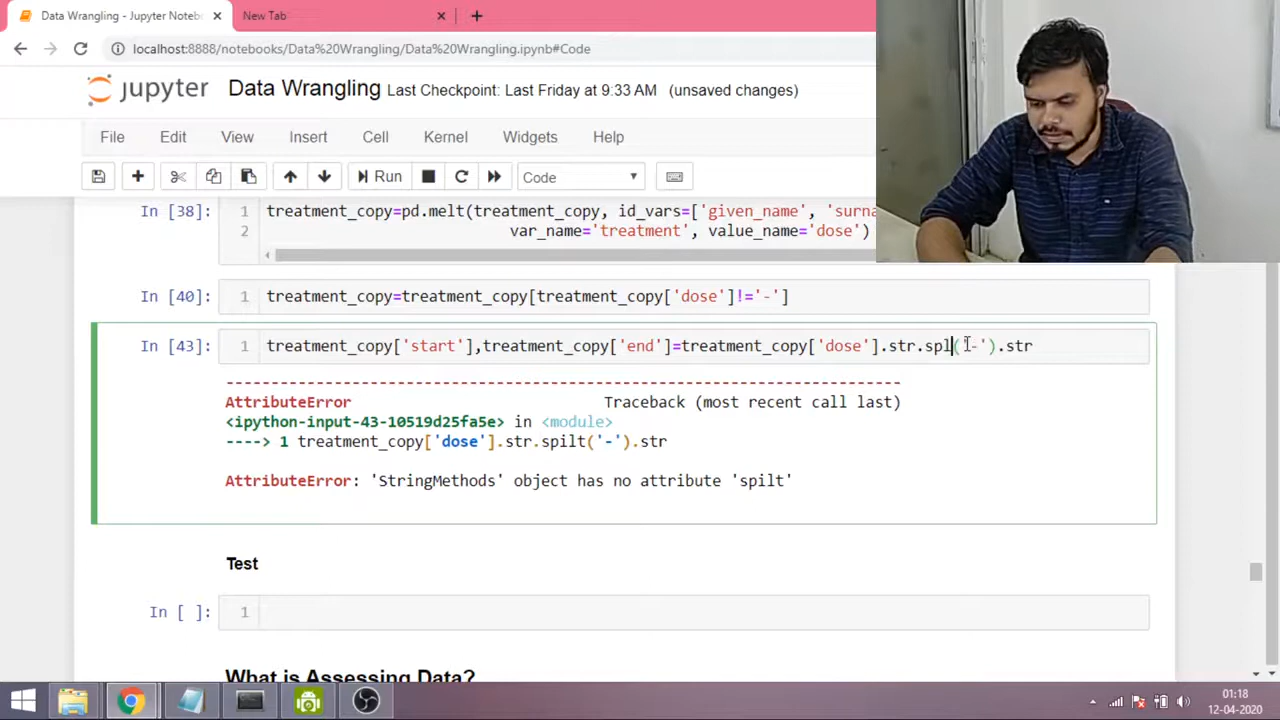 Data Wrangling - Jupyter Noteb
New Tab
localhost:8888/notebooks/Data%20Wrangling/Data%20Wrangling.ipynb#Code
jupyter Data Wrangling Last Checkpoint: Last Friday at 9:33 AM (unsaved changes)
File Edit View Insert Cell Kernel Widgets Help
Run Code
In [38]: 1 treatment_copy=pd.melt(treatment_copy, id_vars=['given_name', 'surna
2 var_name='treatment', value_name='dose')
In [40]: 1 treatment_copy=treatment_copy[treatment_copy['dose']!='-']
In [43]: 1 treatment_copy['start'],treatment_copy['end']=treatment_copy['dose'].str.spl('-').str
---------------------------------------------------------------------------
AttributeError Traceback (most recent call last)
<ipython-input-43-10519d25fa5e> in <module>
----> 1 treatment_copy['dose'].str.spilt('-').str
AttributeError: 'StringMethods' object has no attribute 'spilt'
Test
In [ ]: 1
What is Assessing Data?
01:18
12-04-2020